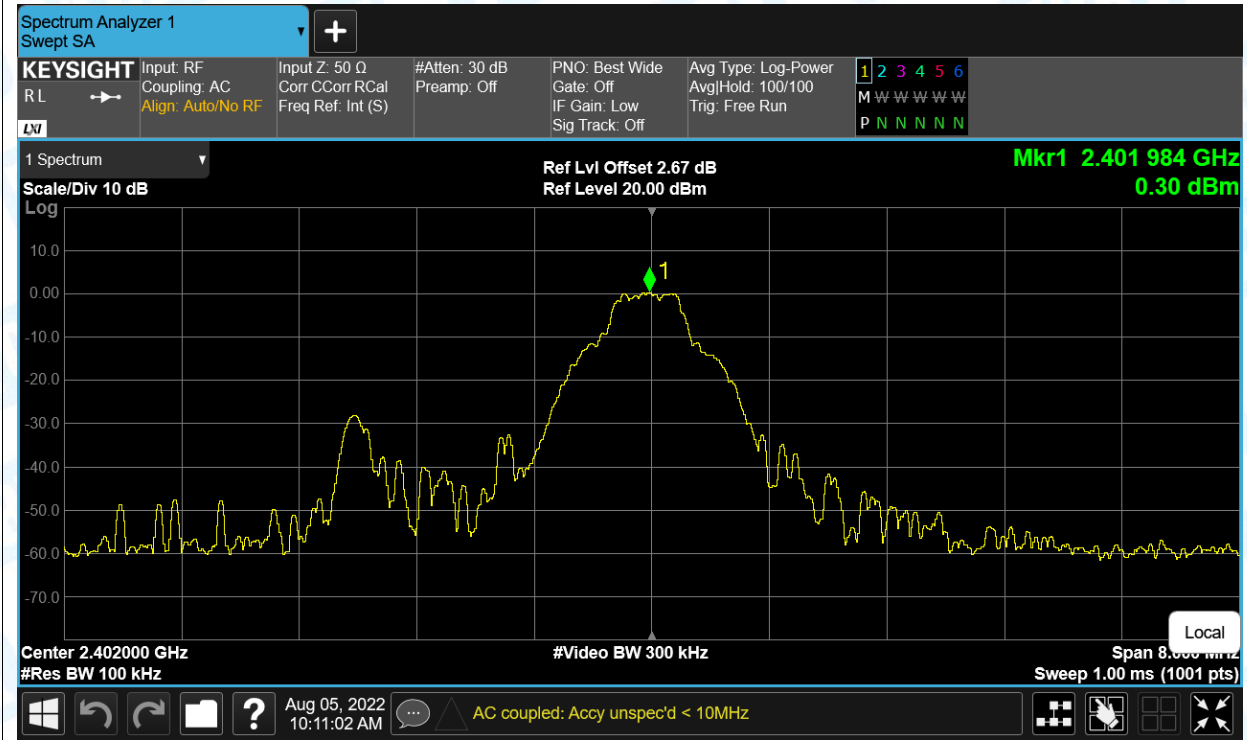 Spectrum Analyzer 1
Swept SA
KEYSIGHT
R L
LXI
Input: RF
Coupling: AC
Align: Auto/No RF
Input Z: 50 Ω
Corr CCorr RCal
Freq Ref: Int (S)
#Atten: 30 dB
Preamp: Off
PNO: Best Wide
Gate: Off
IF Gain: Low
Sig Track: Off
Avg Type: Log-Power
Avg|Hold: 100/100
Trig: Free Run
1 2 3 4 5 6
M W W W W W
P N N N N N
1 Spectrum
Scale/Div 10 dB
Log
Ref Lvl Offset 2.67 dB
Ref Level 20.00 dBm
Mkr1 2.401 984 GHz
0.30 dBm
10.0
1
0.00
-10.0
-20.0
-30.0
-40.0
-50.0
-60.0
-70.0
Local
Center 2.402000 GHz
#Video BW 300 kHz
Span 8.000 MHz
#Res BW 100 kHz
Sweep 1.00 ms (1001 pts)
?
Aug 05, 2022
10:11:02 AM
AC coupled: Accy unspec'd < 10MHz